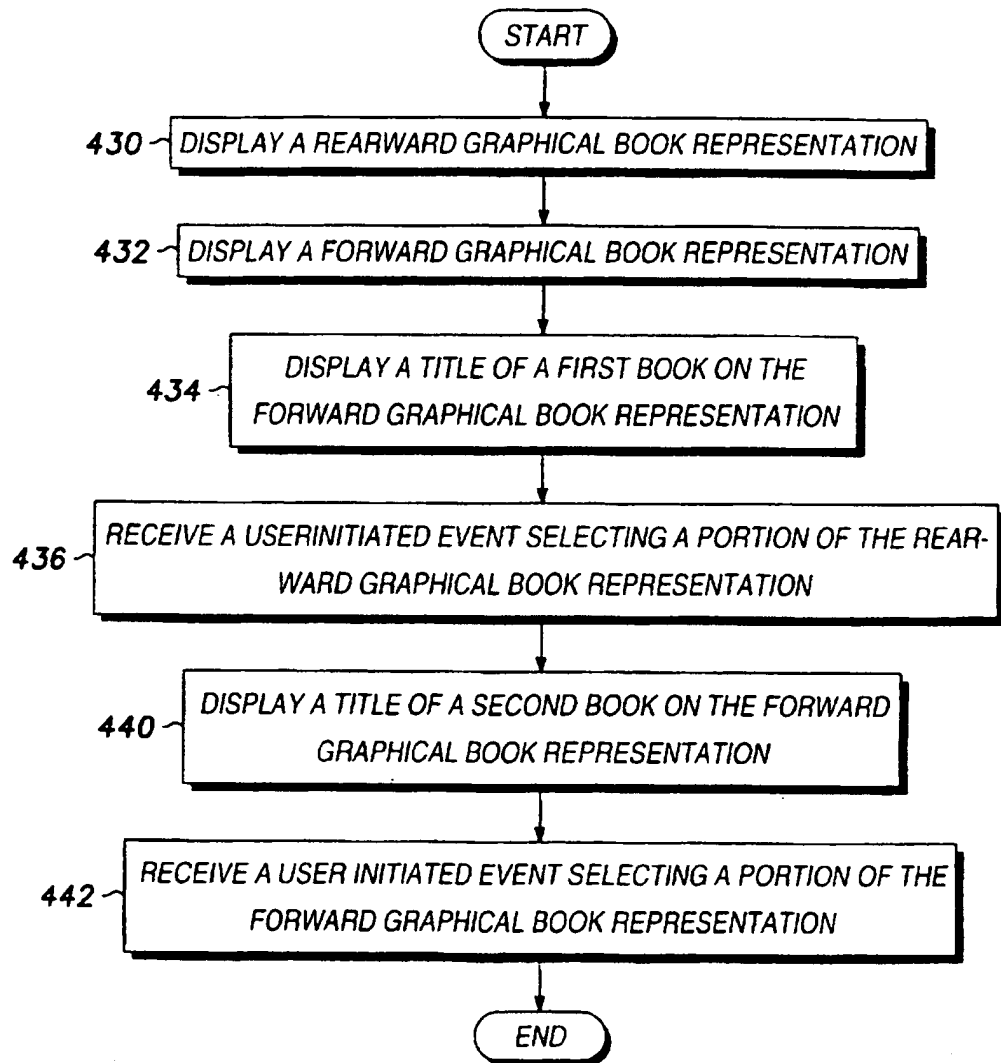 START
430 DISPLAY A REARWARD GRAPHICAL BOOK REPRESENTATION
432 DISPLAY A FORWARD GRAPHICAL BOOK REPRESENTATION
DISPLAY A TITLE OF A FIRST BOOK ON THE
434 FORWARD GRAPHICAL BOOK REPRESENTATION
RECEIVE A USERINITIATED EVENT SELECTING A PORTION OF THE REAR-
436 WARD GRAPHICAL BOOK REPRESENTATION
DISPLAY A TITLE OF A SECOND BOOK ON THE FORWARD
440 GRAPHICAL BOOK REPRESENTATION
RECEIVE A USER INITIATED EVENT SELECTING A PORTION OF THE
442 FORWARD GRAPHICAL BOOK REPRESENTATION
END